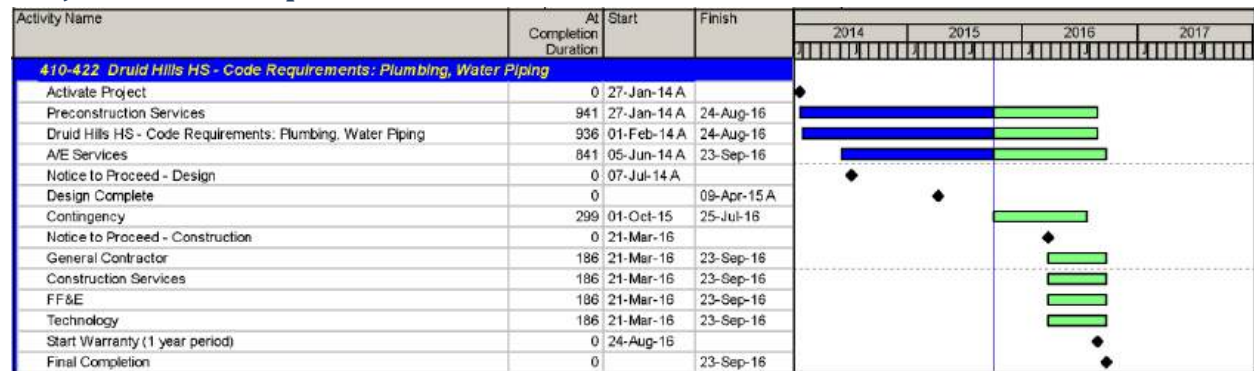 Activity Name At Completion Duration Start Finish
2014 2015 2016 2017
410-422 Druid Hills HS - Code Requirements: Plumbing, Water Piping
Activate Project 0 27-Jan-14 A
Preconstruction Services 941 27-Jan-14 A 24-Aug-16
Druid Hills HS - Code Requirements: Plumbing, Water Piping 936 01-Feb-14 A 24-Aug-16
A/E Services 841 05-Jun-14 A 23-Sep-16
Notice to Proceed - Design 0 07-Jul-14 A
Design Complete 0 09-Apr-15 A
Contingency 299 01-Oct-15 25-Jul-16
Notice to Proceed - Construction 0 21-Mar-16
General Contractor 186 21-Mar-16 23-Sep-16
Construction Services 186 21-Mar-16 23-Sep-16
FF&E 186 21-Mar-16 23-Sep-16
Technology 186 21-Mar-16 23-Sep-16
Start Warranty (1 year period) 0 24-Aug-16
Final Completion 0 23-Sep-16